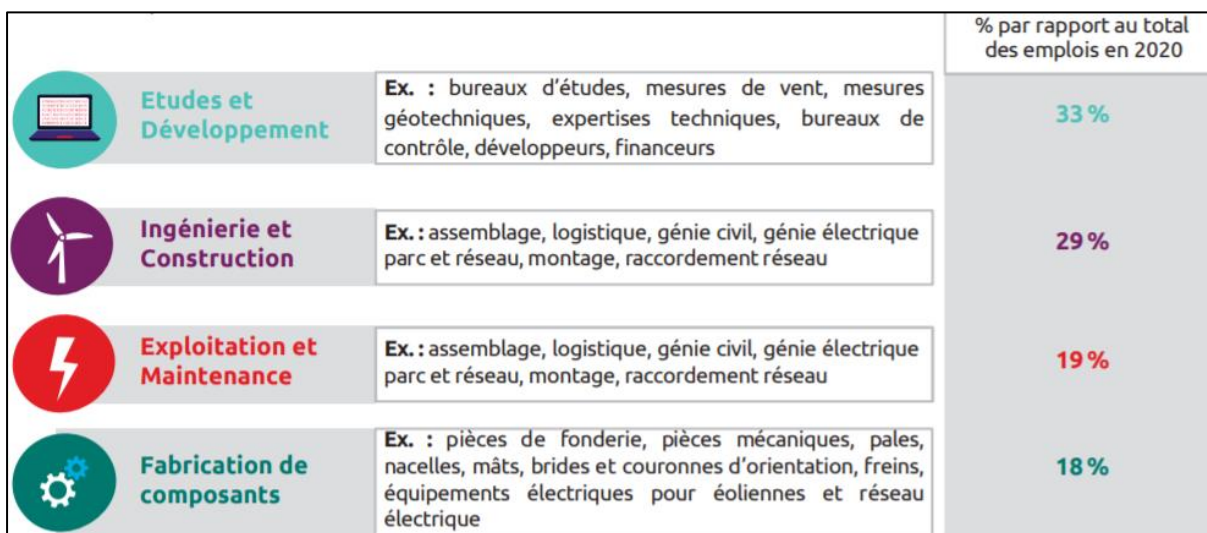 % par rapport au total
des emplois en 2020
Etudes et
Développement
Ex. : bureaux d'études, mesures de vent, mesures
géotechniques, expertises techniques, bureaux de
contrôle, développeurs, financeurs
33 %
Ingénierie et
Construction
Ex. : assemblage, logistique, génie civil, génie électrique
parc et réseau, montage, raccordement réseau
29 %
Exploitation et
Maintenance
Ex. : assemblage, logistique, génie civil, génie électrique
parc et réseau, montage, raccordement réseau
19 %
Fabrication de
composants
Ex. : pièces de fonderie, pièces mécaniques, pales,
nacelles, mâts, brides et couronnes d'orientation, freins,
équipements électriques pour éoliennes et réseau
électrique
18 %